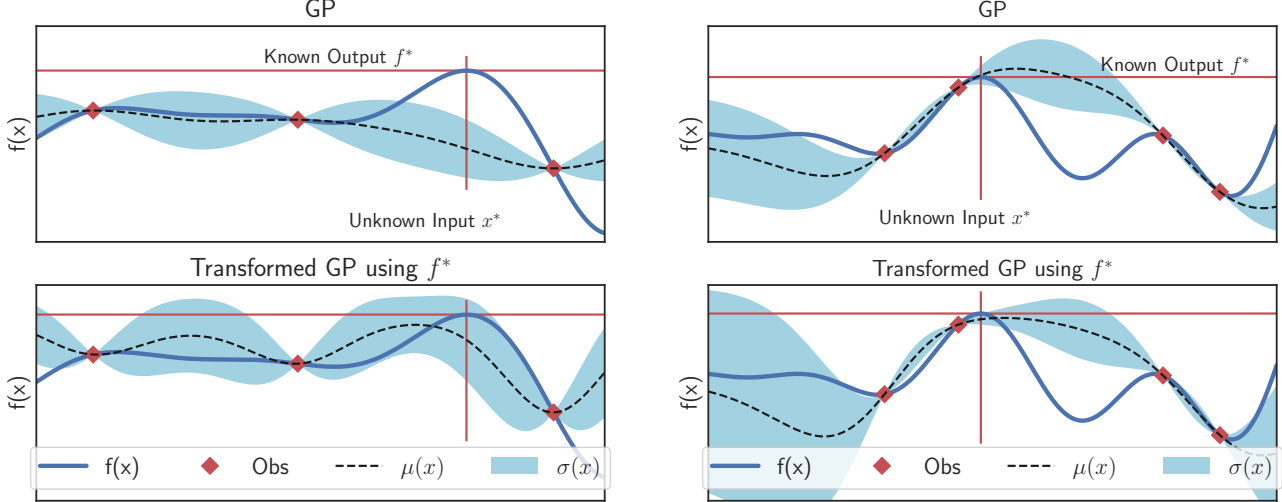 GP
Known Output f*
f(x)
Unknown Input x*
Transformed GP using f*
f(x)
f(x)
Obs
μ(x)
σ(x)
GP
Known Output f*
f(x)
Unknown Input x*
Transformed GP using f*
f(x)
f(x)
Obs
μ(x)
σ(x)